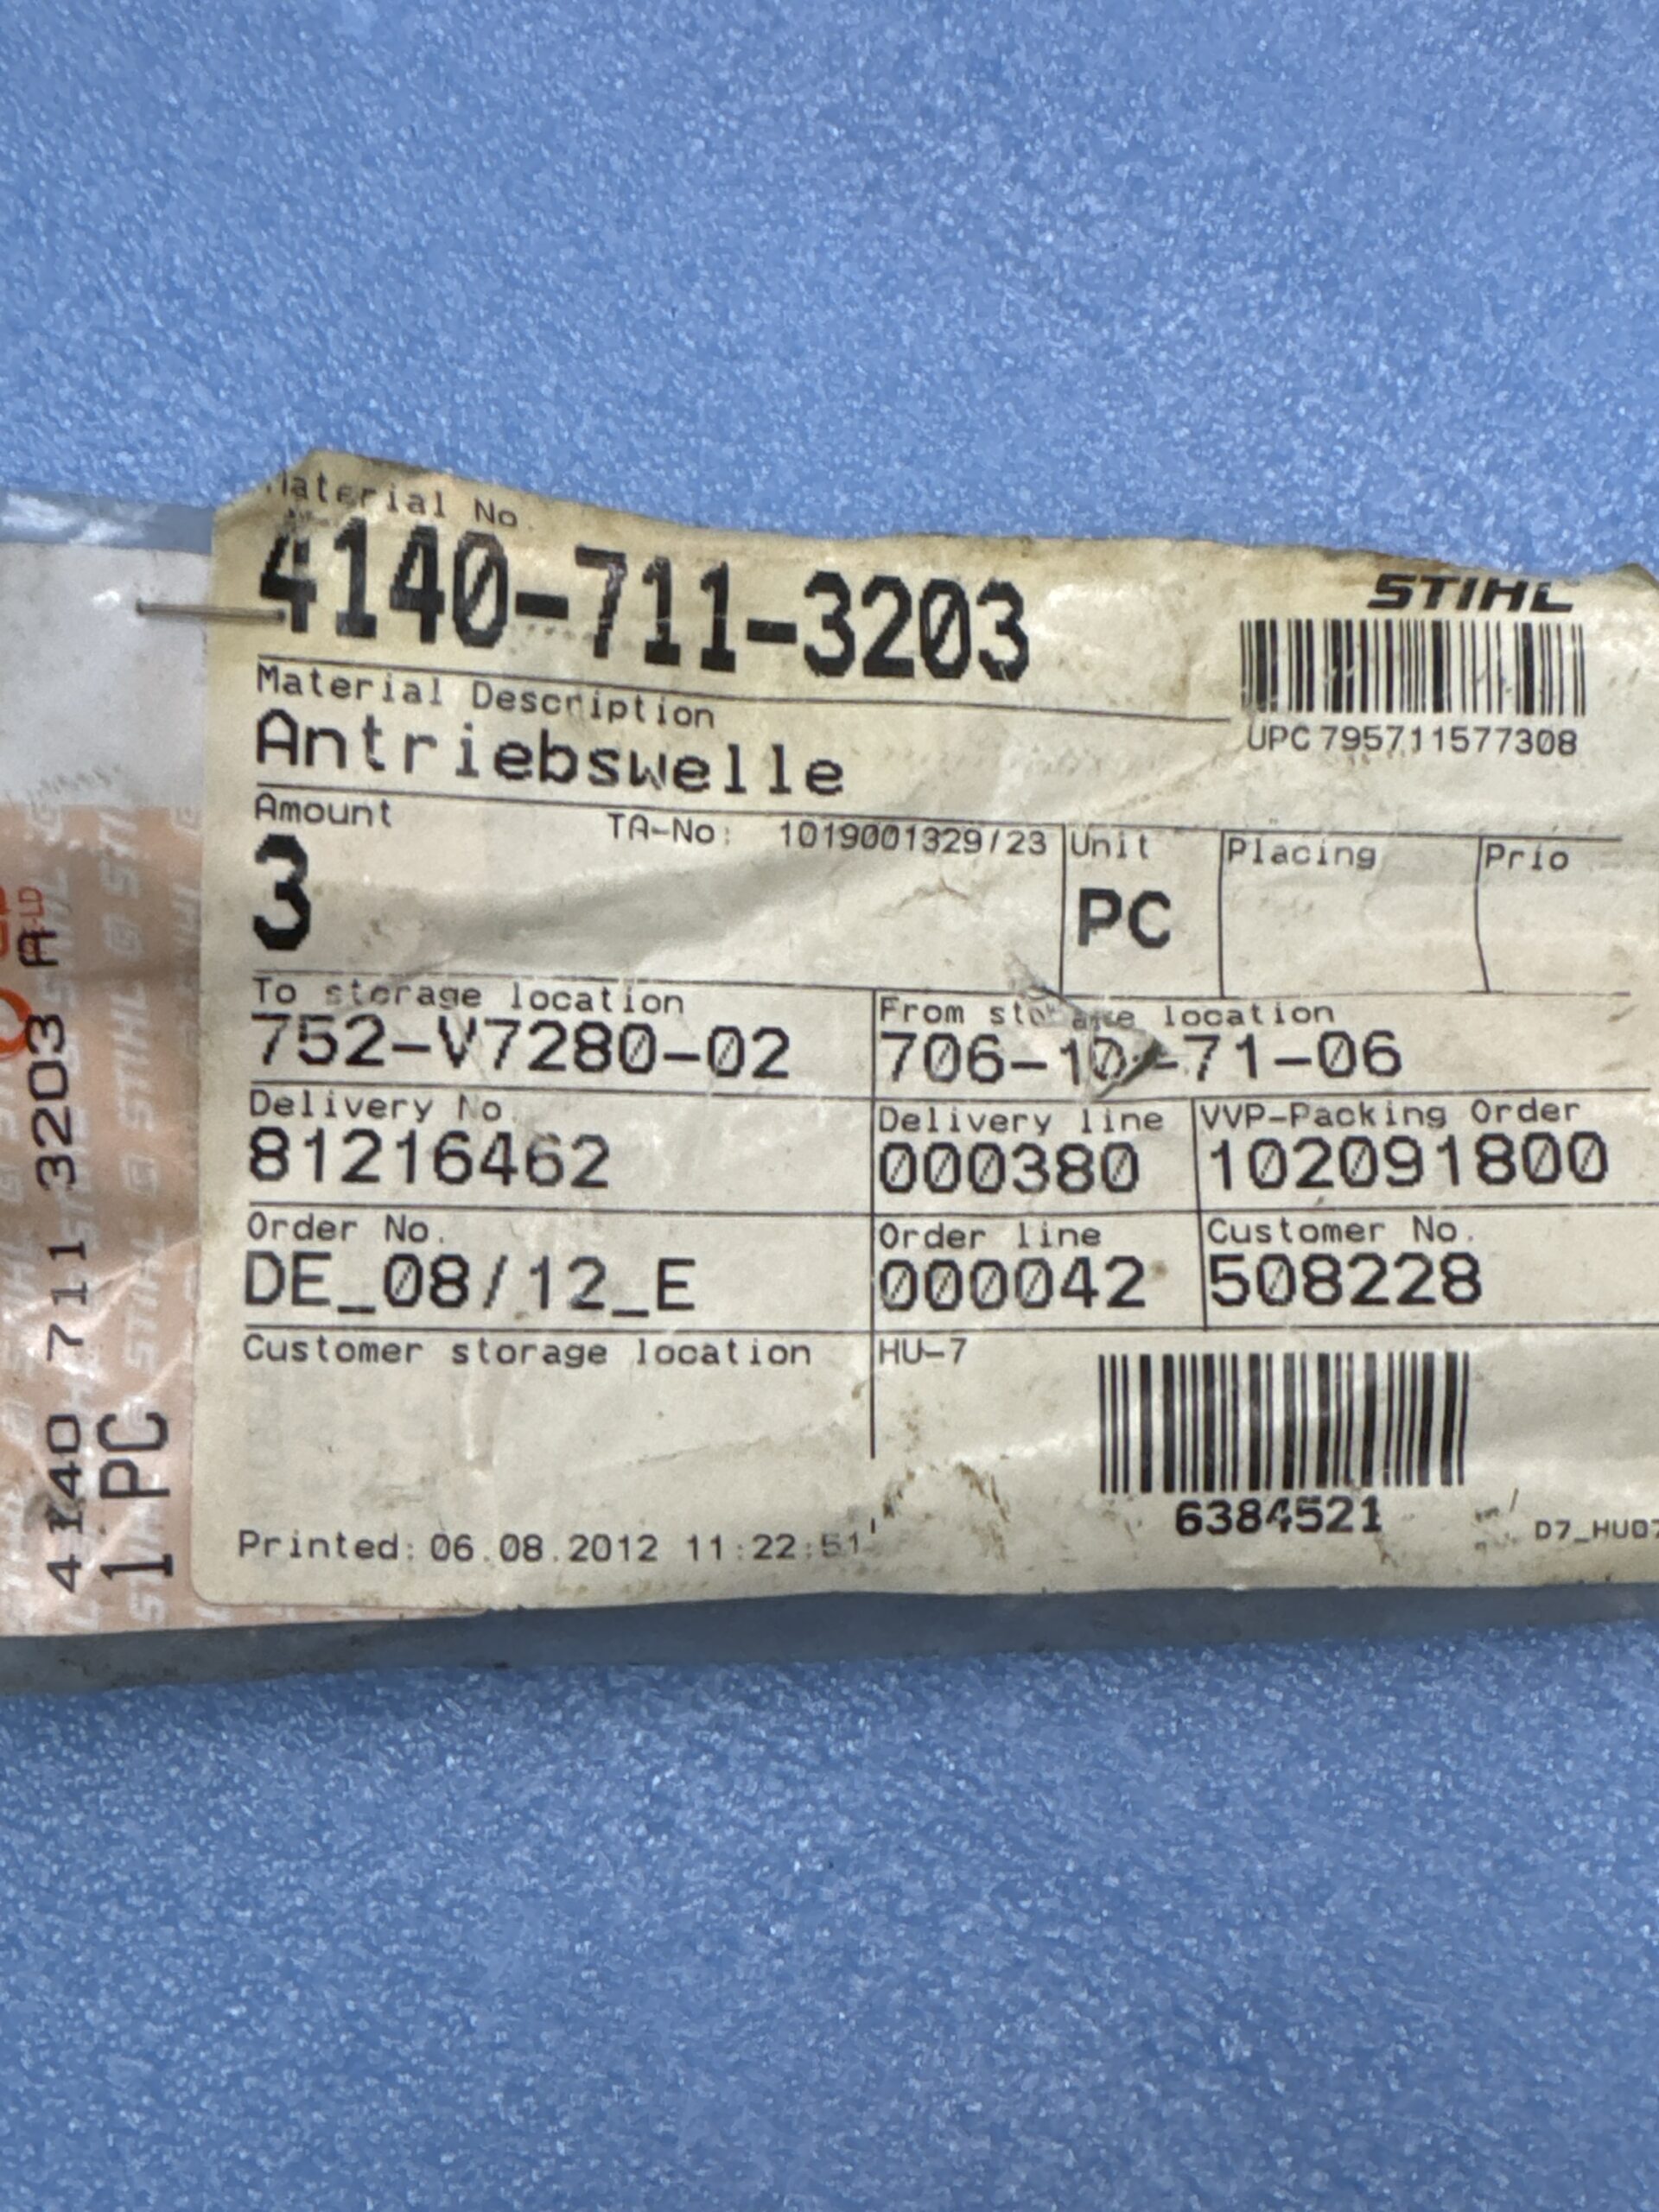 Material No.
4140-711-3203
STIHL
UPC 795711577308
Material Description
Antriebswelle
Amount TA-No: 1019001329/23 Unit Placing Prio
3 PC
To storage location From storage location
752-V7280-02 -71-06
Delivery No. Delivery line VVP-Packing Order
81216462 000380 102091800
Order No. Order line Customer No.
DE_08/12_E 000042 508228
Customer storage location HU-7
6384521
Printed: 06.08.2012 11:22:51 D7_HU07
4140 711 3203 A
1 PC